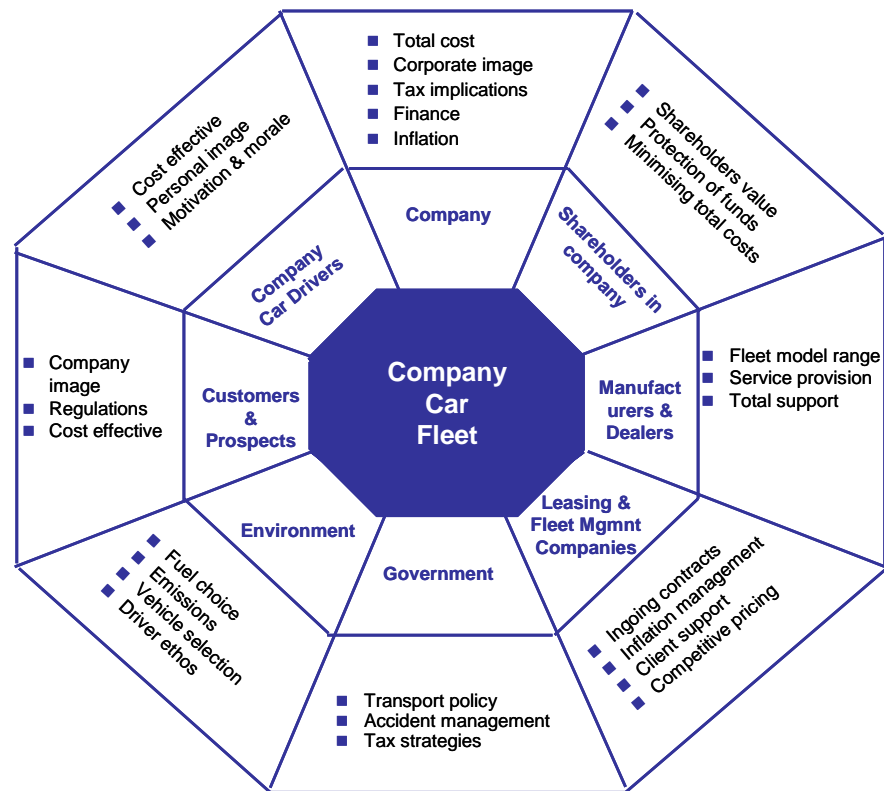 Total cost
Corporate image
Tax implications
Finance
Inflation
Company
Shareholders value
Protection of funds
Minimising total costs
Shareholders in
company
Fleet model range
Service provision
Total support
Manufact
urers &
Dealers
Ingoing contracts
Inflation management
Client support
Competitive pricing
Leasing &
Fleet Mgmnt
Companies
Transport policy
Accident management
Tax strategies
Government
Fuel choice
Emissions
Vehicle selection
Driver ethos
Environment
Company
image
Regulations
Cost effective
Customers
&
Prospects
Cost effective
Personal image
Motivation & morale
Company
Car Drivers
Company
Car
Fleet